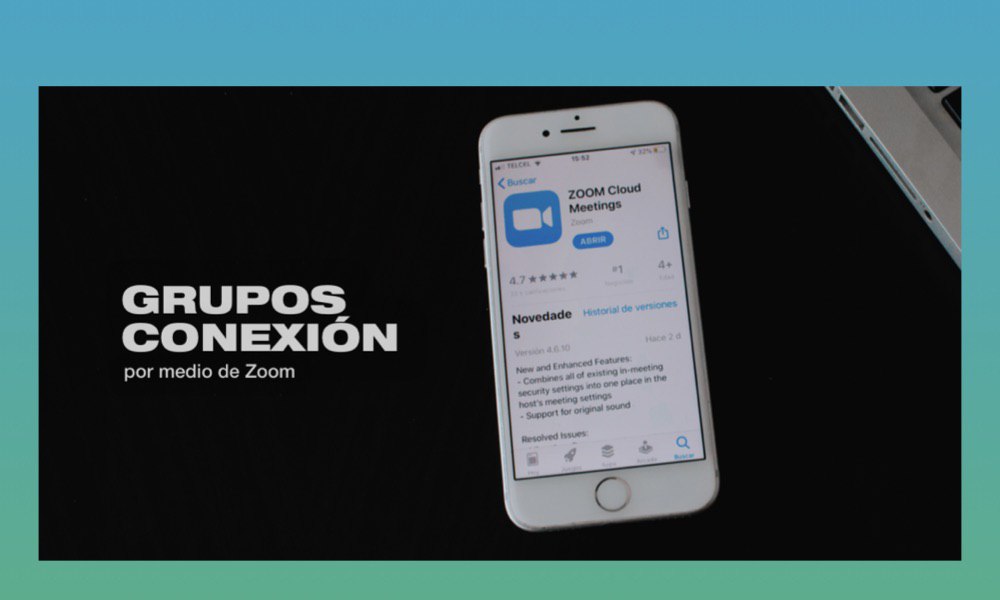 GRUPOS
CONEXIÓN
por medio de Zoom
TELCEL 15:52 32%
Buscar
ZOOM Cloud
Meetings
Zoom
ABRIR
4.7 #1 4+
Novedade
s
Historial de versiones
Versión 4.6.10 Hace 2 d
New and Enhanced Features:
- Combines all of existing in-meeting
security settings into one place in the
host's meeting settings
- Support for original sound
Resolved Issues:
Buscar